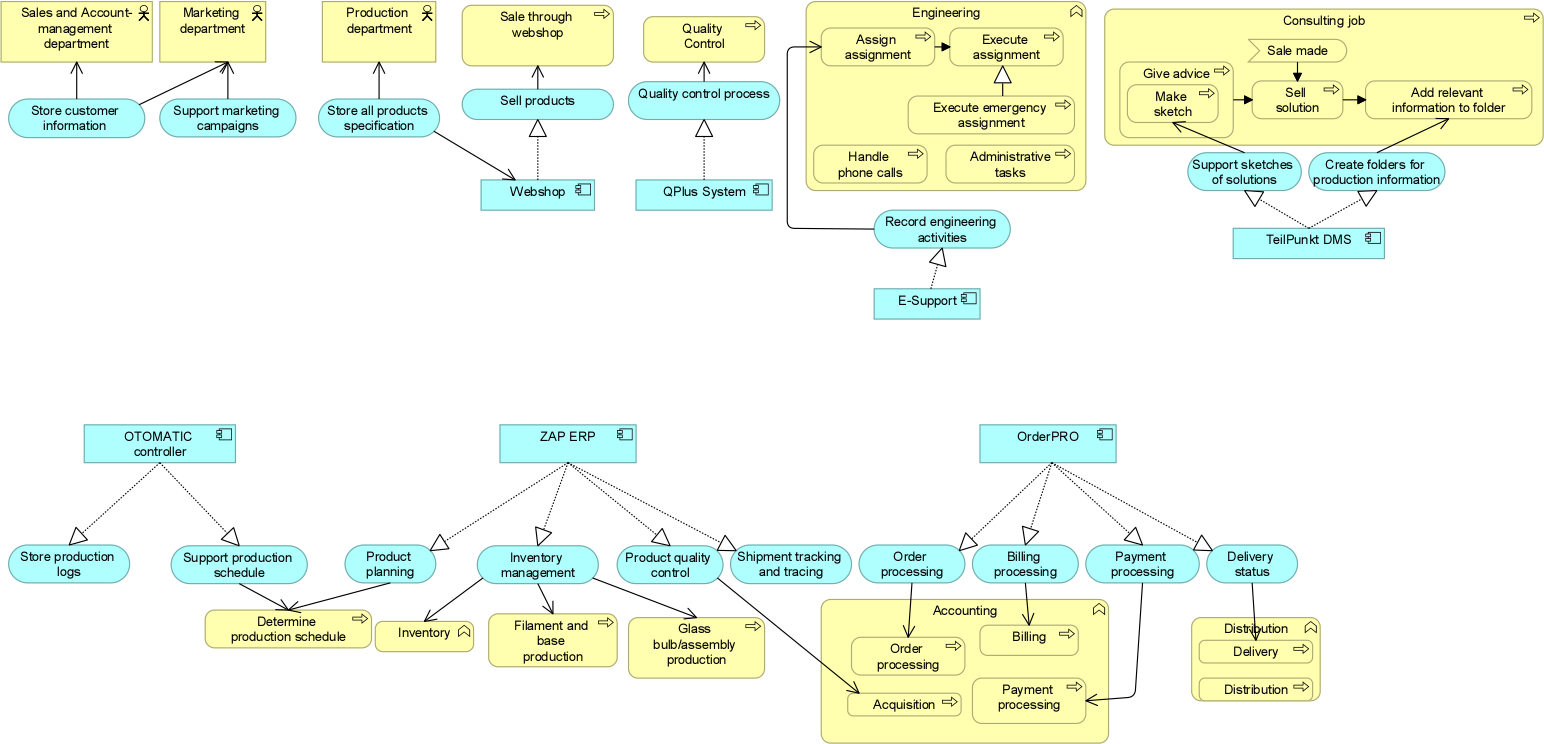 Sales and Account-
management
department
Marketing
department
Production
department
Sale through
webshop
Quality
Control
Engineering
Assign
assignment
Execute
assignment
Execute emergency
assignment
Handle
phone calls
Administrative
tasks
Consulting job
Sale made
Give advice
Make
sketch
Sell
solution
Add relevant
information to folder
Store customer
information
Support marketing
campaigns
Store all products
specification
Sell products
Quality control process
Webshop
QPlus System
Record engineering
activities
E-Support
Support sketches
of solutions
Create folders for
production information
TeilPunkt DMS
OTOMATIC
controller
ZAP ERP
OrderPRO
Store production
logs
Support production
schedule
Product
planning
Inventory
management
Product quality
control
Shipment tracking
and tracing
Order
processing
Billing
processing
Payment
processing
Delivery
status
Determine
production schedule
Inventory
Filament and
base
production
Glass
bulb/assembly
production
Accounting
Order
processing
Billing
Acquisition
Payment
processing
Distribution
Delivery
Distribution